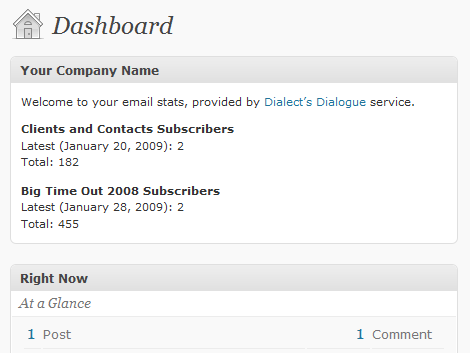 Dashboard
Your Company Name
Welcome to your email stats, provided by Dialect's Dialogue service.
Clients and Contacts Subscribers
Latest (January 20, 2009): 2
Total: 182
Big Time Out 2008 Subscribers
Latest (January 28, 2009): 2
Total: 455
Right Now
At a Glance
1 Post 1 Comment